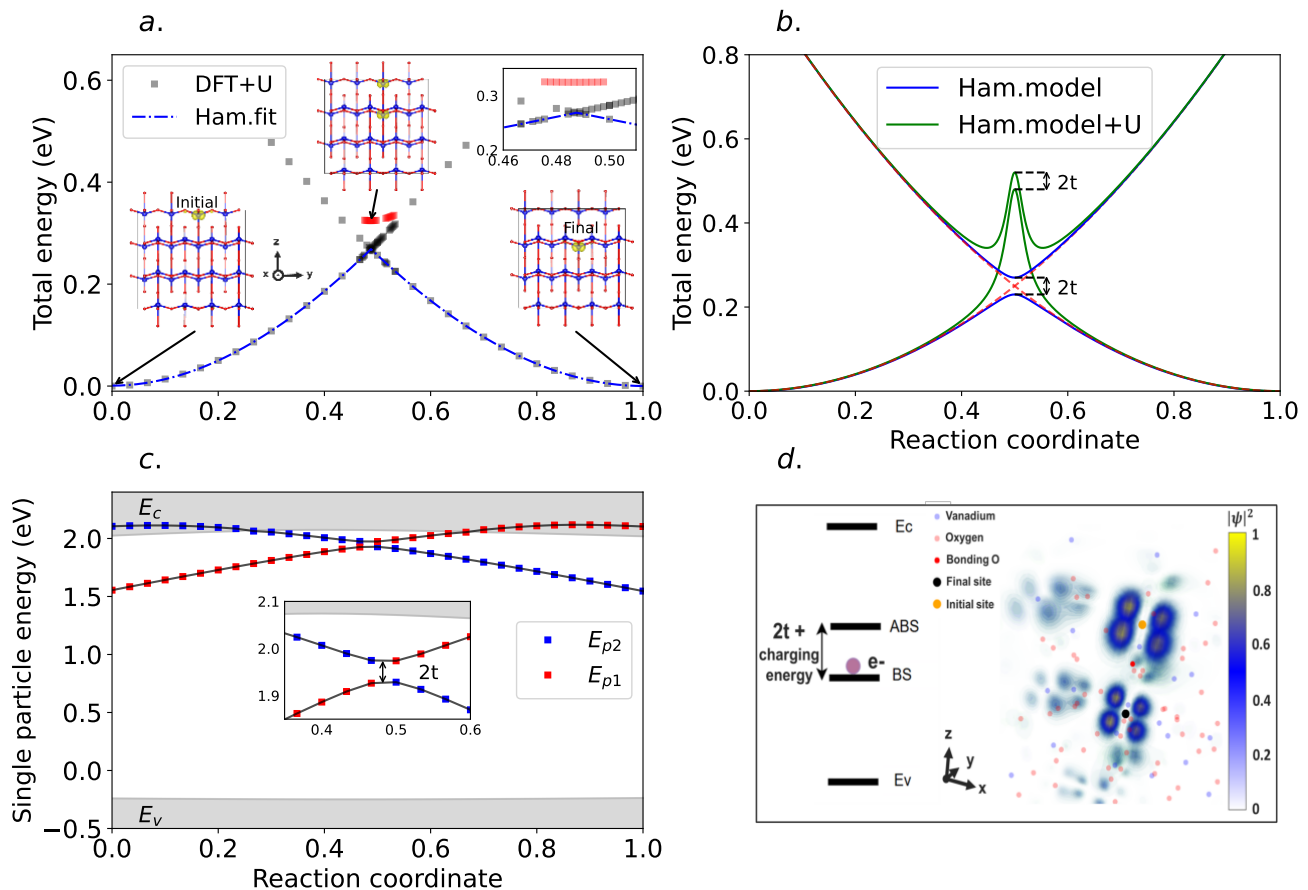 a.
Total energy (eV)
0.6
0.4
0.2
0.0
DFT+U
Ham.fit
Initial
Final
z
x
y
0.3
0.2
0.46
0.48
0.50
0.0
0.2
0.4
0.6
0.8
1.0
b.
Total energy (eV)
0.8
0.6
0.4
0.2
0.0
Ham.model
Ham.model+U
2t
2t
0.0
0.2
0.4
0.6
0.8
1.0
Reaction coordinate
c.
Single particle energy (eV)
2.0
1.5
1.0
0.5
0.0
−0.5
E_c
E_v
2.1
2.0
1.9
2t
0.4
0.5
0.6
E_{p2}
E_{p1}
0.0
0.2
0.4
0.6
0.8
1.0
Reaction coordinate
d.
Ec
ABS
2t +
charging
energy
e-
BS
Ev
Vanadium
Oxygen
Bonding O
Final site
Initial site
z
y
x
|ψ|²
1
0.8
0.6
0.4
0.2
0